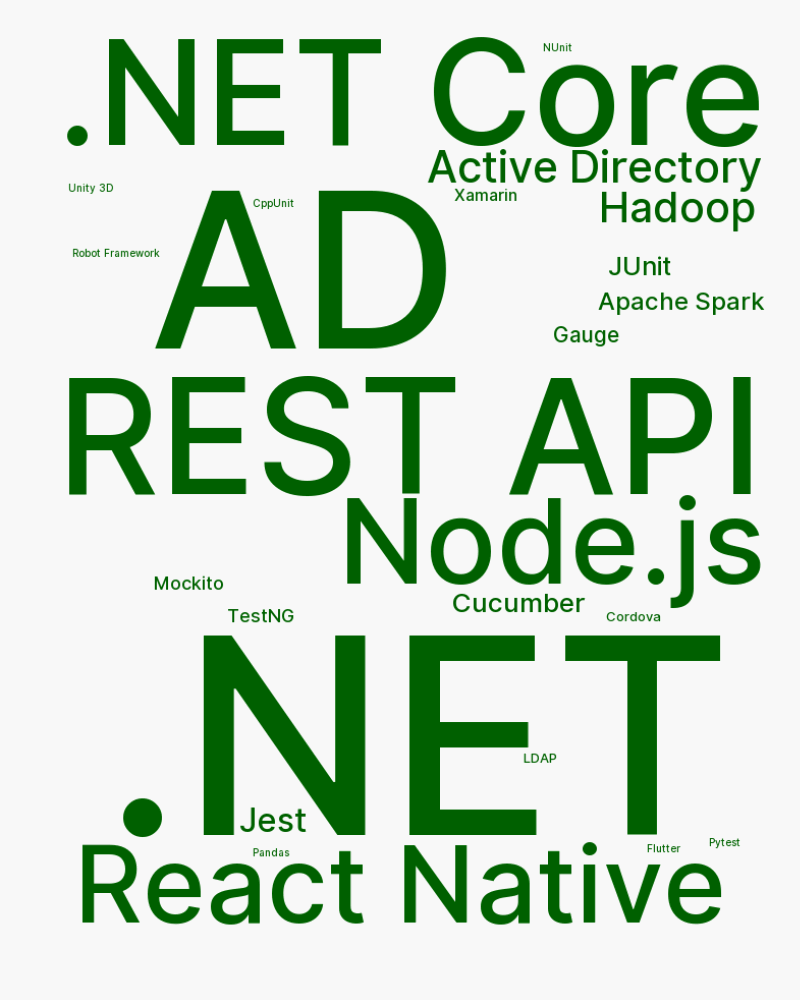 .NET Core
NUnit
Active Directory
Unity 3D
CppUnit
Xamarin
Hadoop
AD
Robot Framework
JUnit
Apache Spark
Gauge
REST API
Node.js
Mockito
Cucumber
TestNG
Cordova
.NET
LDAP
Jest
Pandas
Flutter
Pytest
React Native